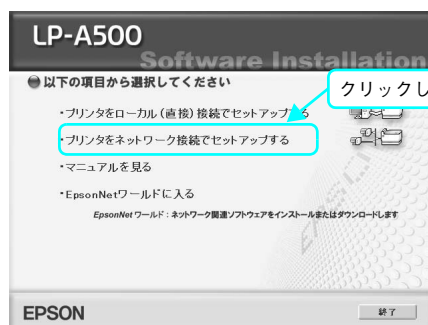 LP-A500
Software Installation
以下の項目から選択してください
クリックし
・プリンタをローカル(直接)接続でセットアップする
・プリンタをネットワーク接続でセットアップする
・マニュアルを見る
・EpsonNetワールドに入る
EpsonNet ワールド:ネットワーク関連ソフトウェアをインストールまたはダウンロードします
EPSON
終了